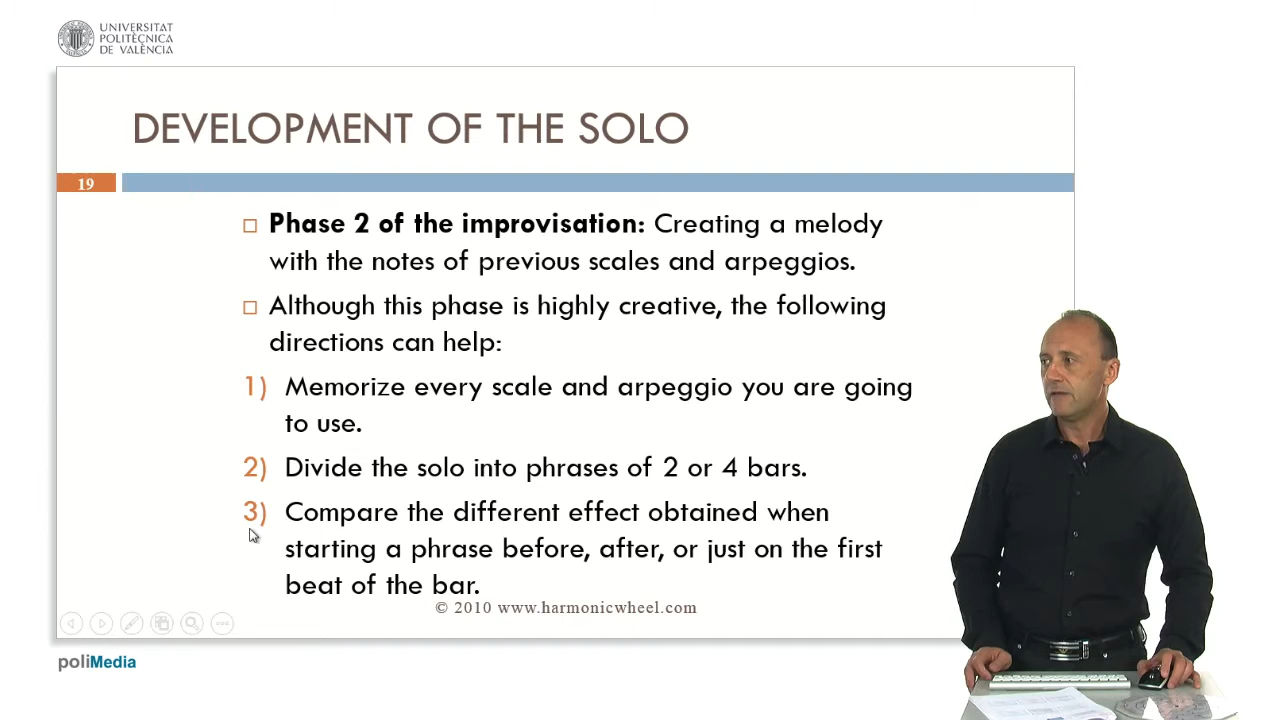 UNIVERSITAT
POLITÈCNICA
DE VALÈNCIA
DEVELOPMENT OF THE SOLO
19
Phase 2 of the improvisation: Creating a melody
with the notes of previous scales and arpeggios.
Although this phase is highly creative, the following
directions can help:
1) Memorize every scale and arpeggio you are going
to use.
2) Divide the solo into phrases of 2 or 4 bars.
3) Compare the different effect obtained when
starting a phrase before, after, or just on the first
beat of the bar.
© 2010 www.harmonicwheel.com
poliMedia